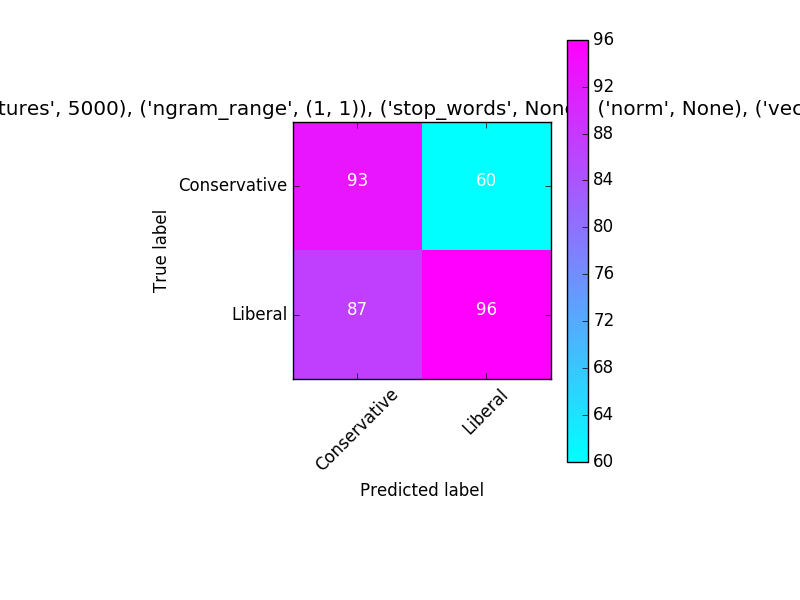 tures', 5000), ('ngram_range', (1, 1)), ('stop_words', None), ('norm', None), ('vec
96
92
88
84
80
76
72
68
64
60
True label
Conservative
93
60
Liberal
87
96
Conservative
Liberal
Predicted label